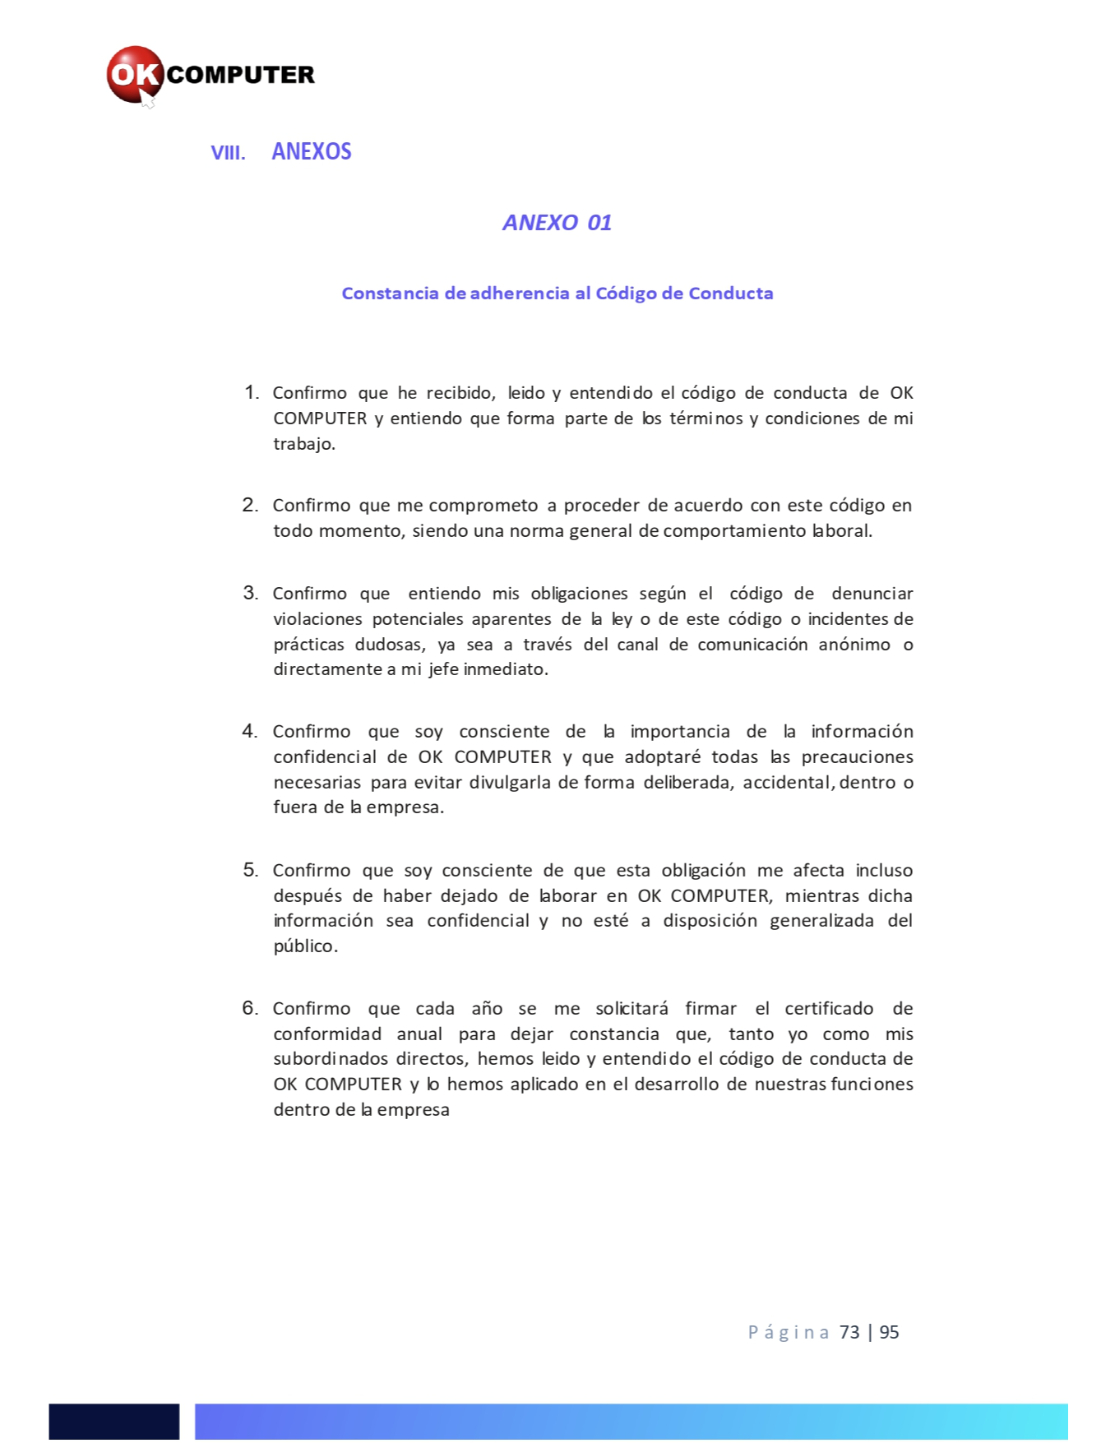 OK COMPUTER
VIII. ANEXOS
ANEXO 01
Constancia de adherencia al Código de Conducta
1. Confirmo que he recibido, leido y entendido el código de conducta de OK
COMPUTER y entiendo que forma parte de los términos y condiciones de mi
trabajo.
2. Confirmo que me comprometo a proceder de acuerdo con este código en
todo momento, siendo una norma general de comportamiento laboral.
3. Confirmo que entiendo mis obligaciones según el código de denunciar
violaciones potenciales aparentes de la ley o de este código o incidentes de
prácticas dudosas, ya sea a través del canal de comunicación anónimo o
directamente a mi jefe inmediato.
4. Confirmo que soy consciente de la importancia de la información
confidencial de OK COMPUTER y que adoptaré todas las precauciones
necesarias para evitar divulgarla de forma deliberada, accidental, dentro o
fuera de la empresa.
5. Confirmo que soy consciente de que esta obligación me afecta incluso
después de haber dejado de laborar en OK COMPUTER, mientras dicha
información sea confidencial y no esté a disposición generalizada del
público.
6. Confirmo que cada año se me solicitará firmar el certificado de
conformidad anual para dejar constancia que, tanto yo como mis
subordinados directos, hemos leido y entendido el código de conducta de
OK COMPUTER y lo hemos aplicado en el desarrollo de nuestras funciones
dentro de la empresa
Página 73 | 95